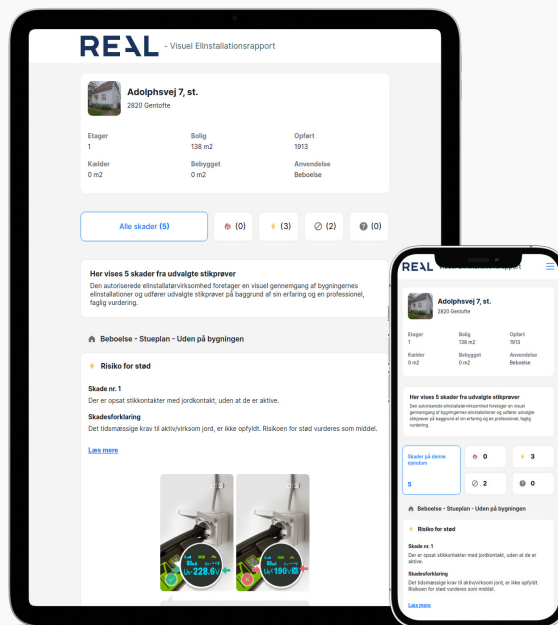 REAL - Visuel Elinstallationsrapport
Adolphsvej 7, st.
2820 Gentofte
Etager Bolig Opført
1 138 m2 1913
Kælder Bebygget Anvendelse
0 m2 0 m2 Beboelse
Alle skader (5) (0) (3) (2) (0)
Her vises 5 skader fra udvalgte stikprøver
Den autoriserede elinstallatørvirksomhed foretager en visuel gennemgang af bygningernes
elinstallationer og udfører udvalgte stikprøver på baggrund af sin erfaring og en professionel,
faglig vurdering.
Beboelse - Stueplan - Uden på bygningen
Risiko for stød
Skade nr. 1
Der er opsat stikkontakter med jordkontakt, uden at de er aktive.
Skadesforklaring
Det tidsmæssige krav til aktiv/virksom jord, er ikke opfyldt. Risikoen for stød vurderes som middel.
Læs mere
228.6v
190v
REAL
Adolphsvej 7, st.
2820 Gentofte
Etager Bolig Opført
1 138 m2 1913
Kælder Bebygget Anvendelse
0 m2 0 m2 Beboelse
Her vises 5 skader fra udvalgte stikprøver
Den autoriserede elinstallatørvirksomhed foretager en visuel
gennemgang af bygningernes elinstallationer og udfører udvalgte
stikprøver på baggrund af sin erfaring og en professionel, faglig
vurdering.
Skader på denne
ejendom
5
0 3
2 0
Beboelse - Stueplan - Uden på bygningen
Risiko for stød
Skade nr. 1
Der er opsat stikkontakter med jordkontakt, uden at de er
aktive.
Skadesforklaring
Det tidsmæssige krav til aktiv/virksom jord, er ikke opfyldt.
Risikoen for stød vurderes som middel.
Læs mere